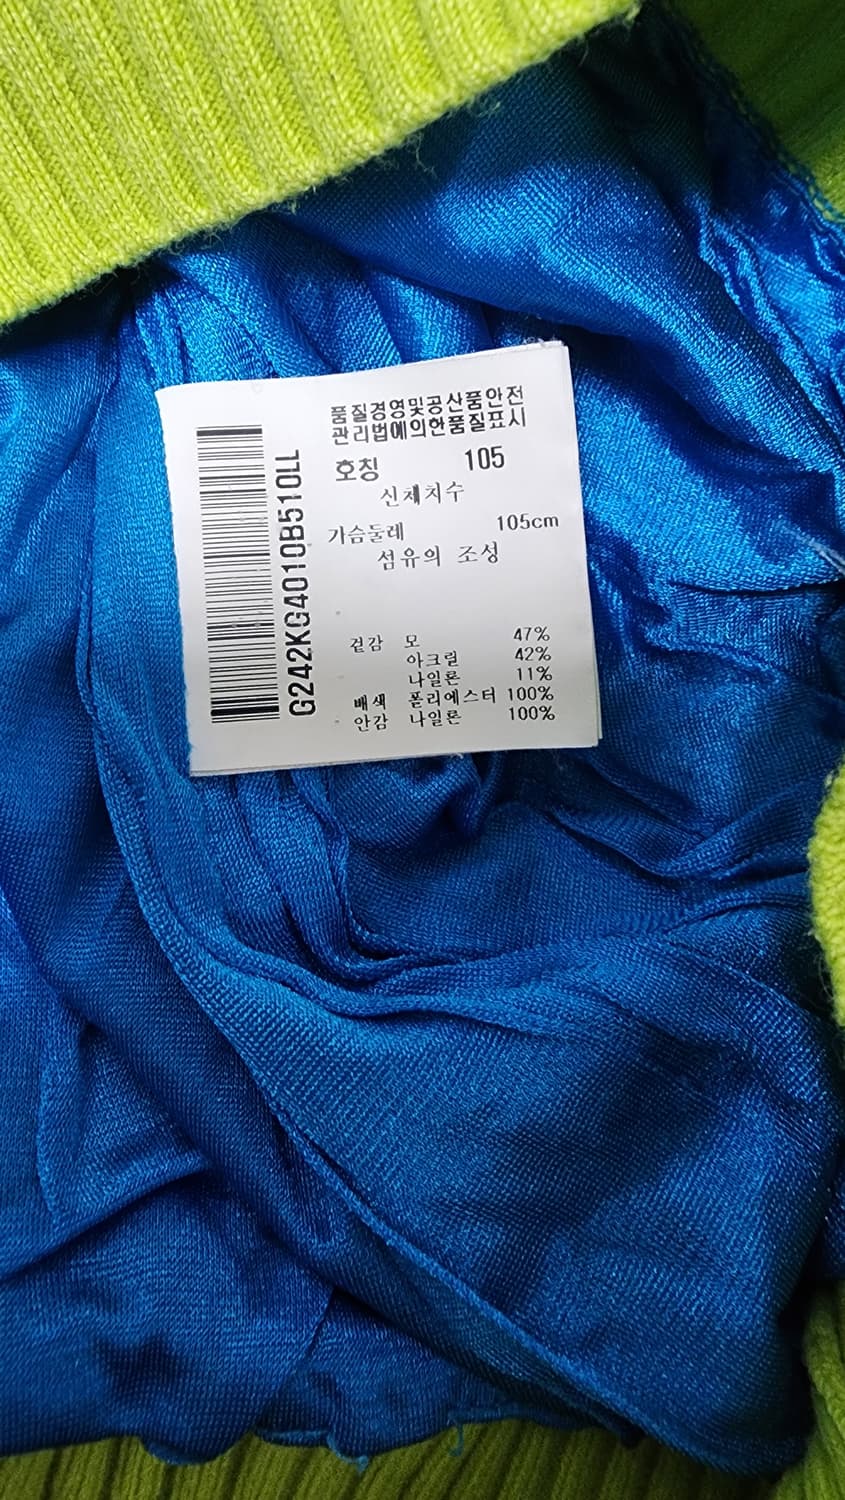 품질경영및공산품안전
관리법에의한품질표시
호칭 105
신체치수
가슴둘레 105cm
섬유의 조성
겉감 모 47%
아크릴 42%
나일론 11%
배색 폴리에스터 100%
안감 나일론 100%
G242KG4010B510LL